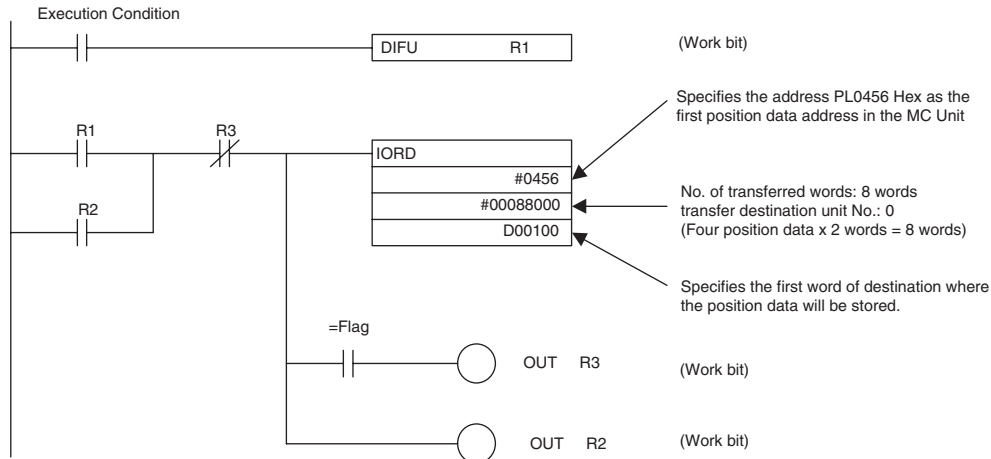 Execution Condition
DIFU R1
(Work bit)
Specifies the address PL0456 Hex as the
first position data address in the MC Unit
R1
R3
IORD
#0456
#00088000
D00100
No. of transferred words: 8 words
transfer destination unit No.: 0
(Four position data x 2 words = 8 words)
R2
Specifies the first word of destination where
the position data will be stored.
=Flag
OUT R3
(Work bit)
OUT R2
(Work bit)